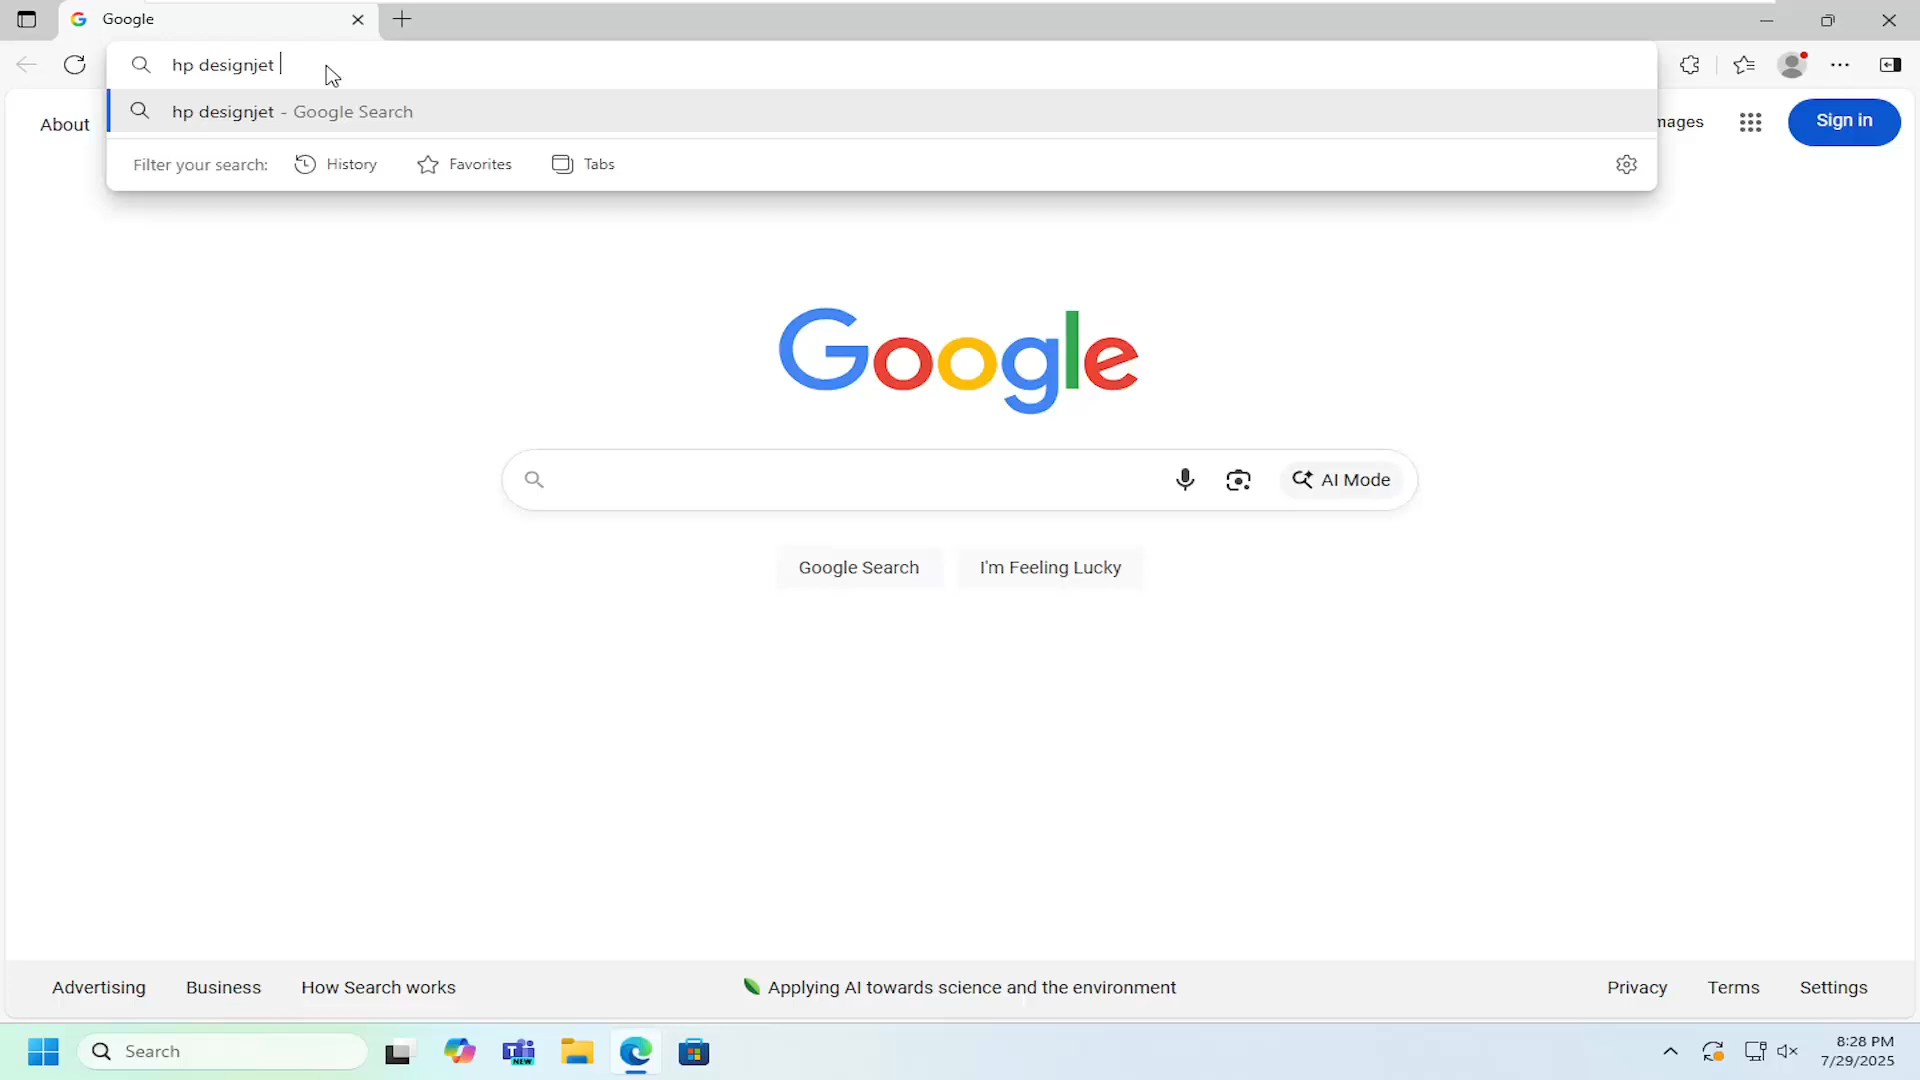 Google
hp designjet
hp designjet - Google Search
Filter your search: History Favorites Tabs
About
Sign in
Google
AI Mode
Google Search I'm Feeling Lucky
Advertising Business How Search works Applying AI towards science and the environment Privacy Terms Settings
Search
NEW
8:28 PM
7/29/2025